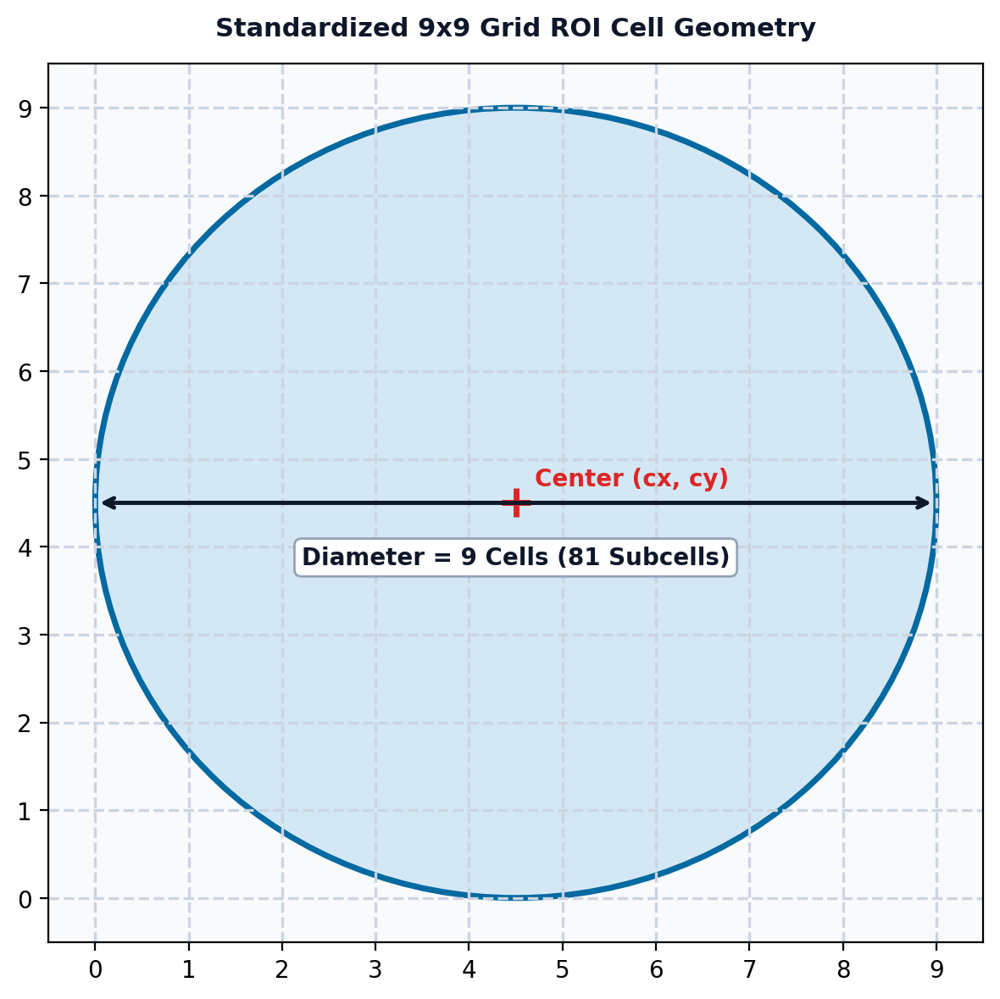 Standardized 9x9 Grid ROI Cell Geometry
9
8
7
6
5
Center (cx, cy)
4
Diameter = 9 Cells (81 Subcells)
3
2
1
0
0 1 2 3 4 5 6 7 8 9